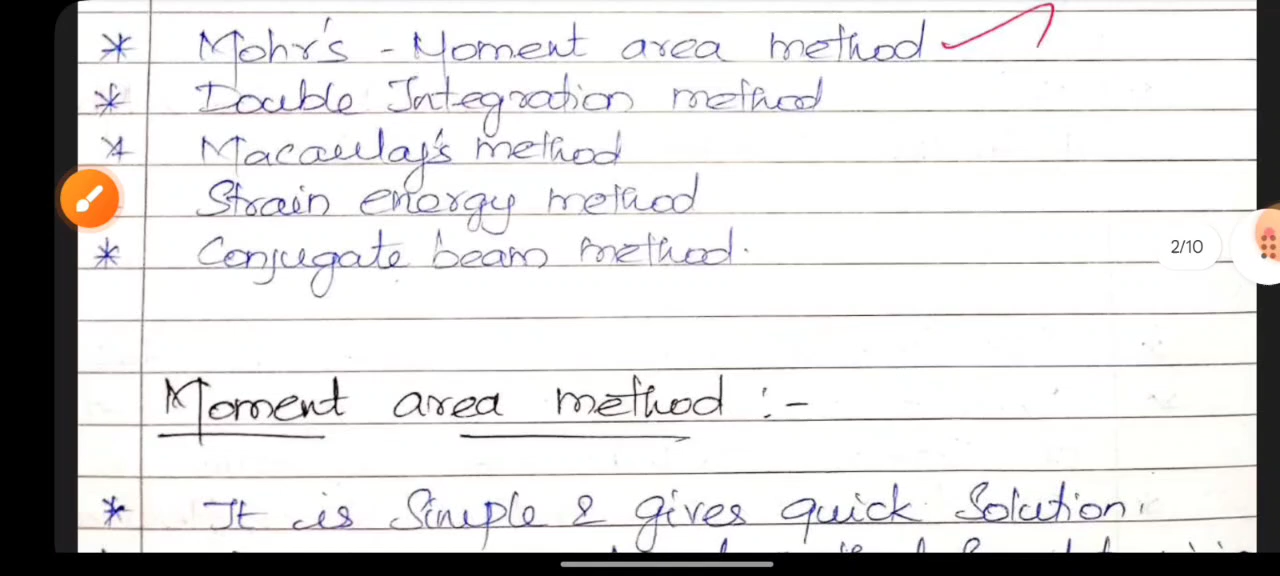 * Mohr's - Moment area method
* Double Integration method
* Macaulay's method
Strain energy method
* Conjugate beam method.
2/10
Moment area method :-
* It is Simple & gives quick Solution.